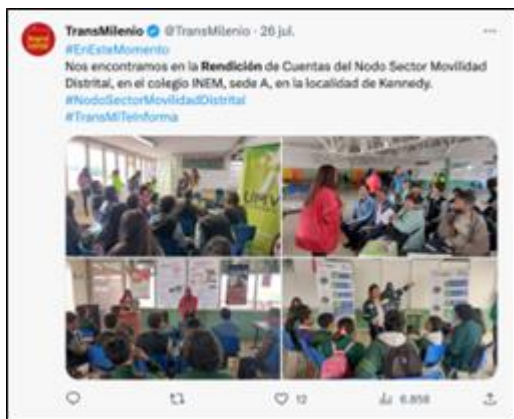 TransMilenio @TransMilenio · 26 jul.
#EnEsteMomento
Nos encontramos en la Rendición de Cuentas del Nodo Sector Movilidad
Distrital, en el colegio INEM, sede A, en la localidad de Kennedy.
#NodoSectorMovilidadDistrital
#TransMiTeInforma
12
6.858